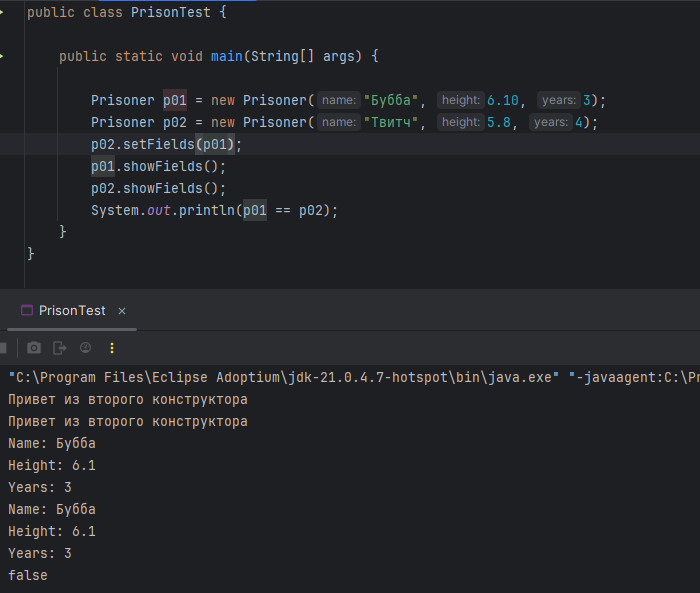 public class PrisonTest {
public static void main(String[] args) {
Prisoner p01 = new Prisoner( name: "Бубба", height: 6.10, years: 3);
Prisoner p02 = new Prisoner( name: "Твитч", height: 5.8, years: 4);
p02.setFields(p01);
p01.showFields();
p02.showFields();
System.out.println(p01 == p02);
}
}
PrisonTest ×
"C:\Program Files\Eclipse Adoptium\jdk-21.0.4.7-hotspot\bin\java.exe" "-javaagent:C:\Pr
Привет из второго конструктора
Привет из второго конструктора
Name: Бубба
Height: 6.1
Years: 3
Name: Бубба
Height: 6.1
Years: 3
false